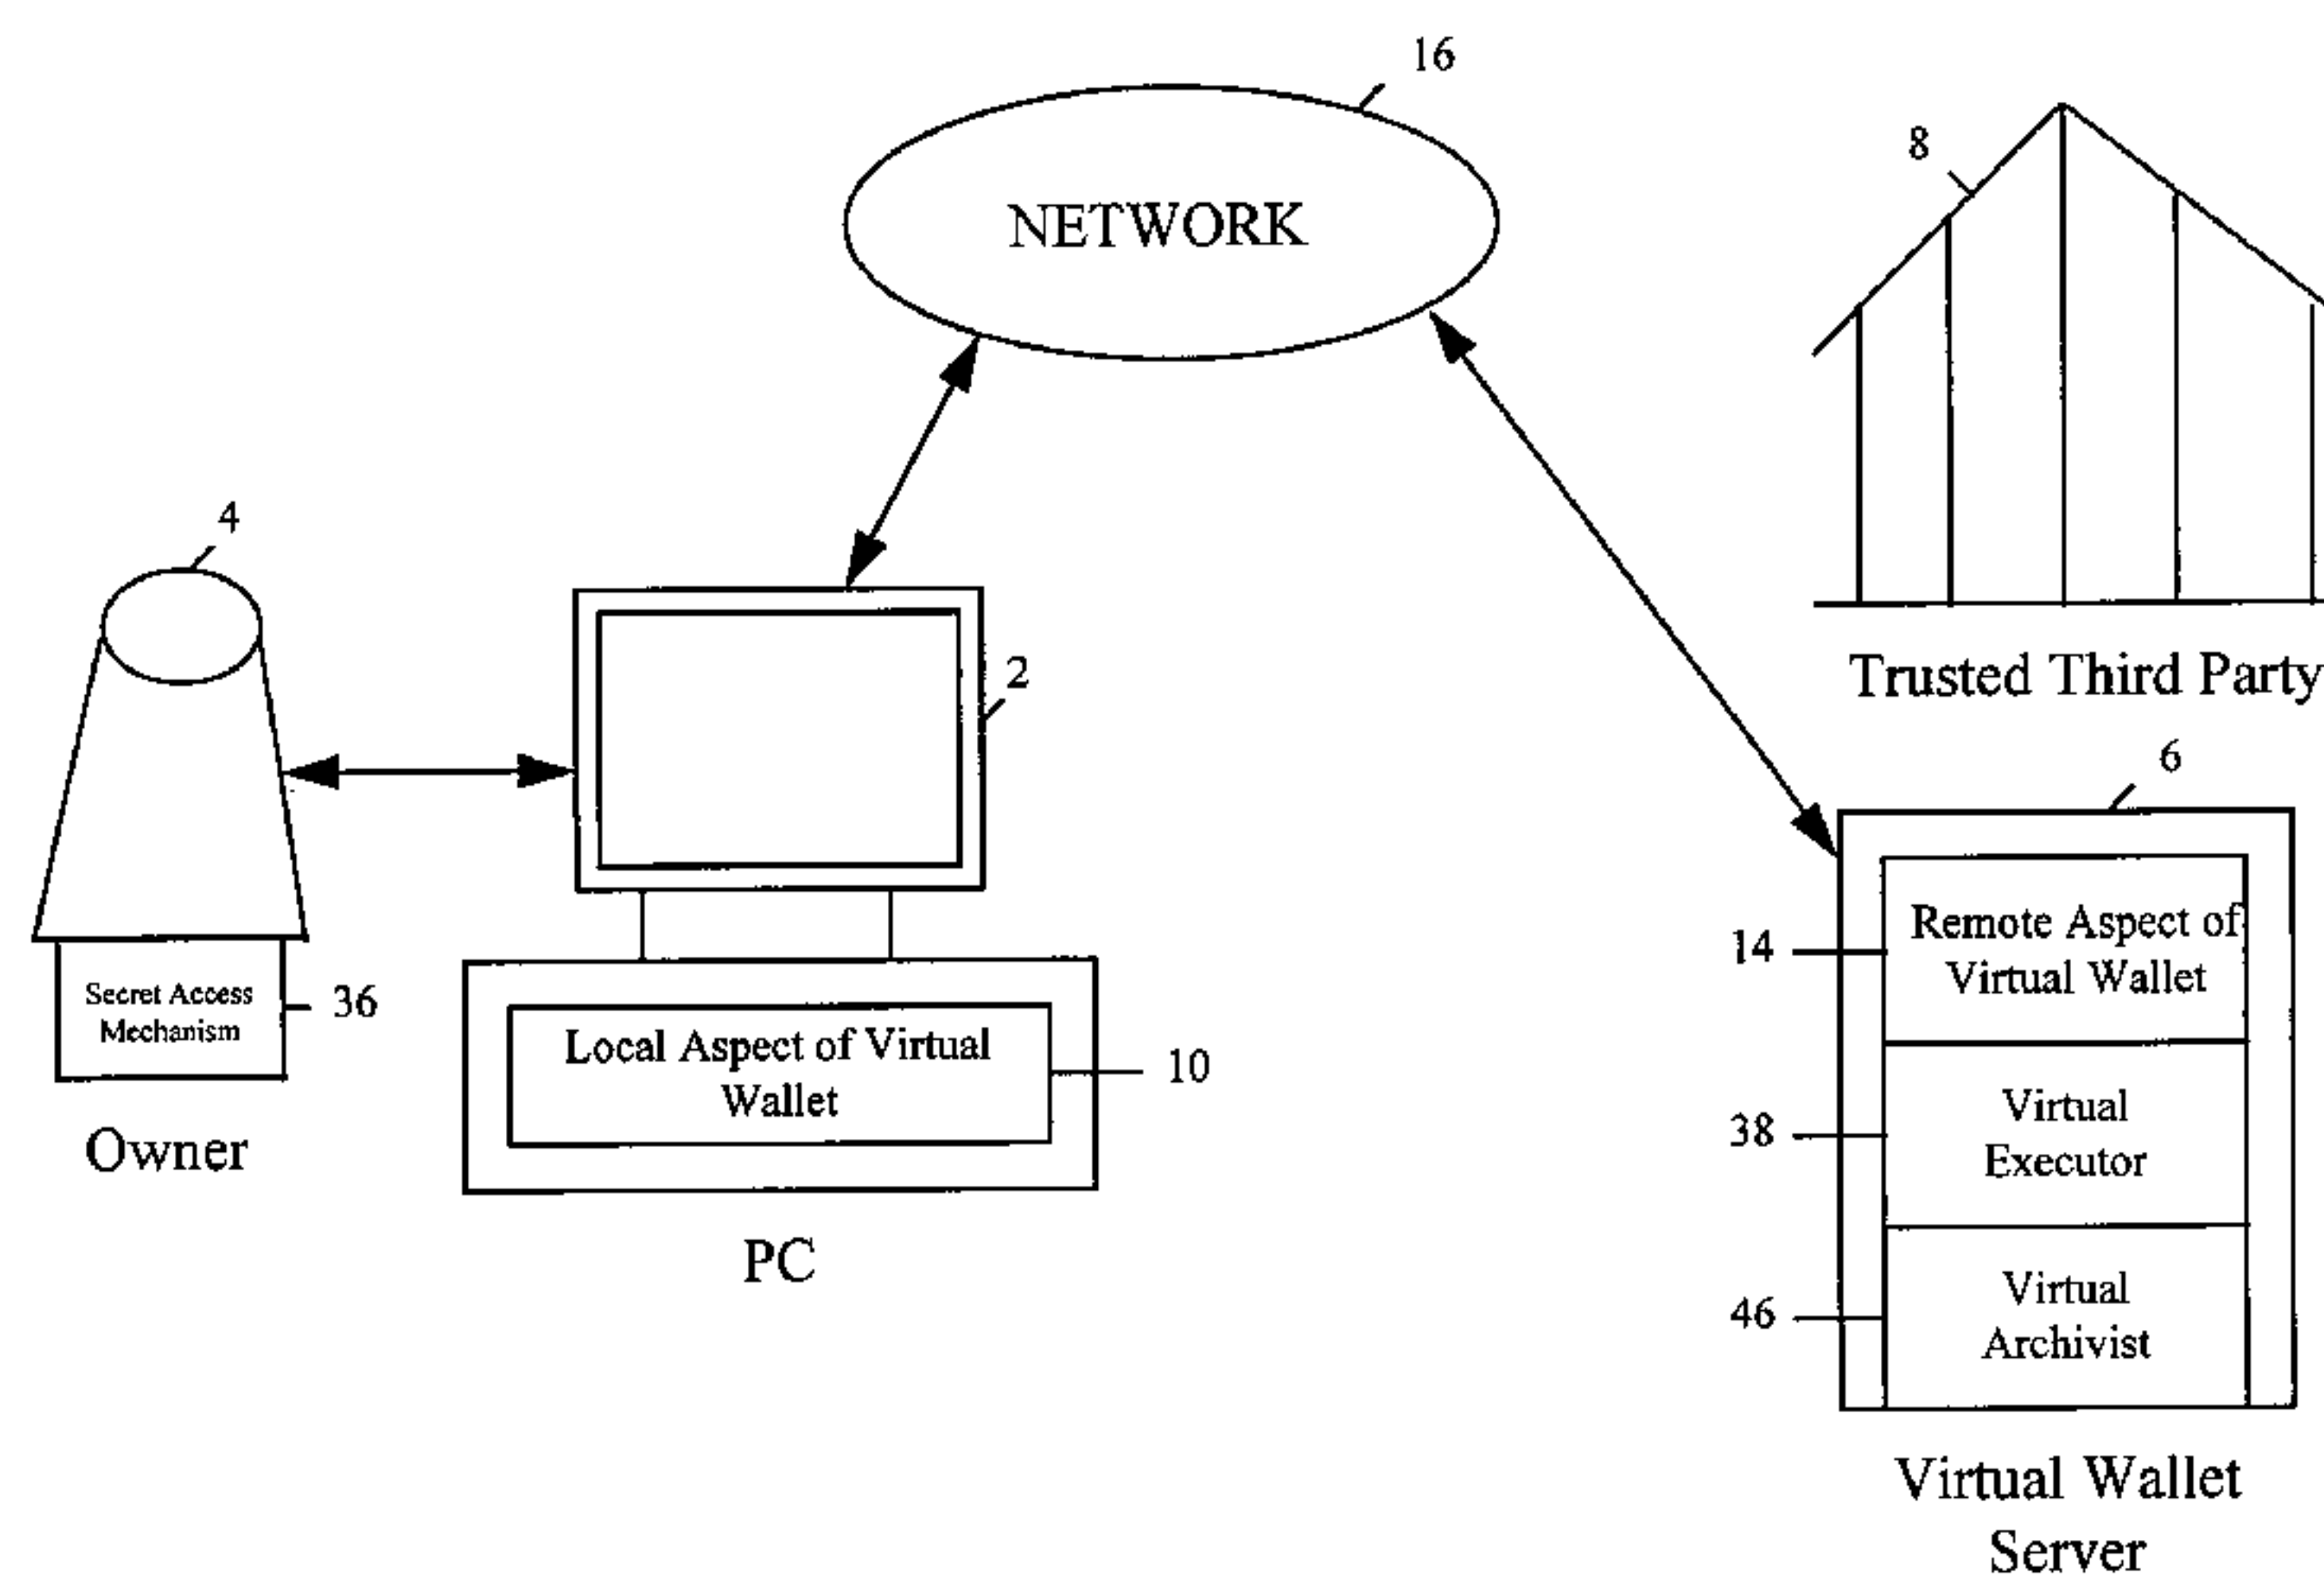 16
NETWORK
8
Trusted Third Party
4
2
6
Secret Access
Mechanism
36
Owner
Local Aspect of Virtual
Wallet
10
PC
14
Remote Aspect of
Virtual Wallet
38
Virtual
Executor
46
Virtual
Archivist
Virtual Wallet
Server